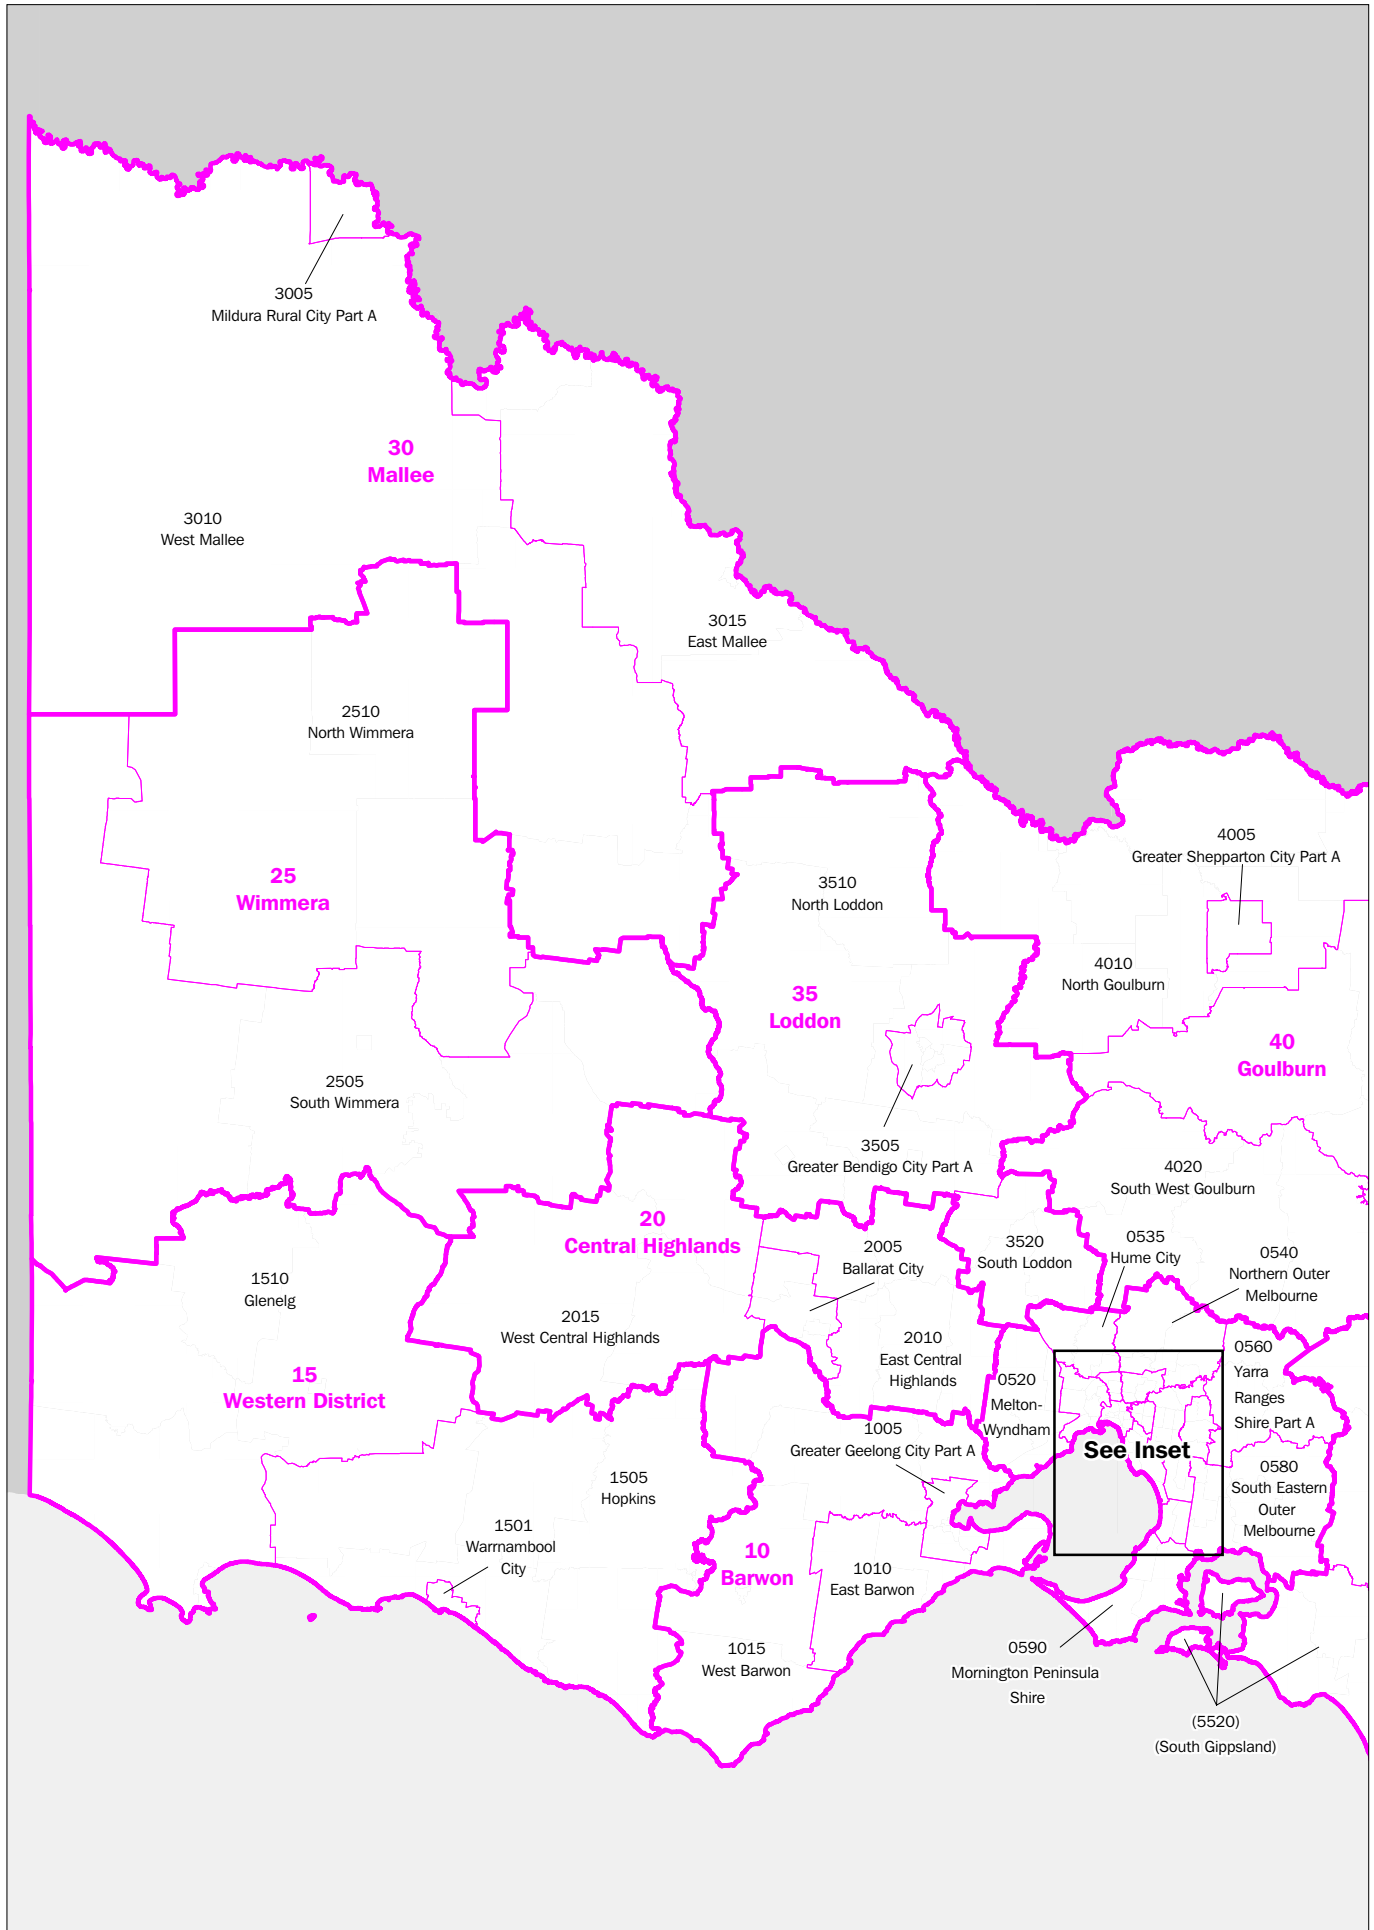 3005
Mildura Rural City Part A
30
Mallee
3010
West Mallee
3015
East Mallee
2510
North Wimmera
4005
Greater Shepparton City Part A
25
Wimmera
3510
North Loddon
4010
North Goulburn
35
Loddon
40
Goulburn
2505
South Wimmera
3505
Greater Bendigo City Part A
4020
South West Goulburn
20
Central Highlands
2005
Ballarat City
3520
South Loddon
0535
Hume City
0540
Northern Outer
Melbourne
1510
Glenelg
2015
West Central Highlands
2010
East Central
Highlands
0560
Yarra
Ranges
Shire Part A
15
Western District
0520
Melton-
Wyndham
1005
Greater Geelong City Part A
See Inset
0580
South Eastern
Outer
Melbourne
1505
Hopkins
1501
Warrnambool
City
10
Barwon
1010
East Barwon
1015
West Barwon
0590
Mornington Peninsula
Shire
(5520)
(South Gippsland)